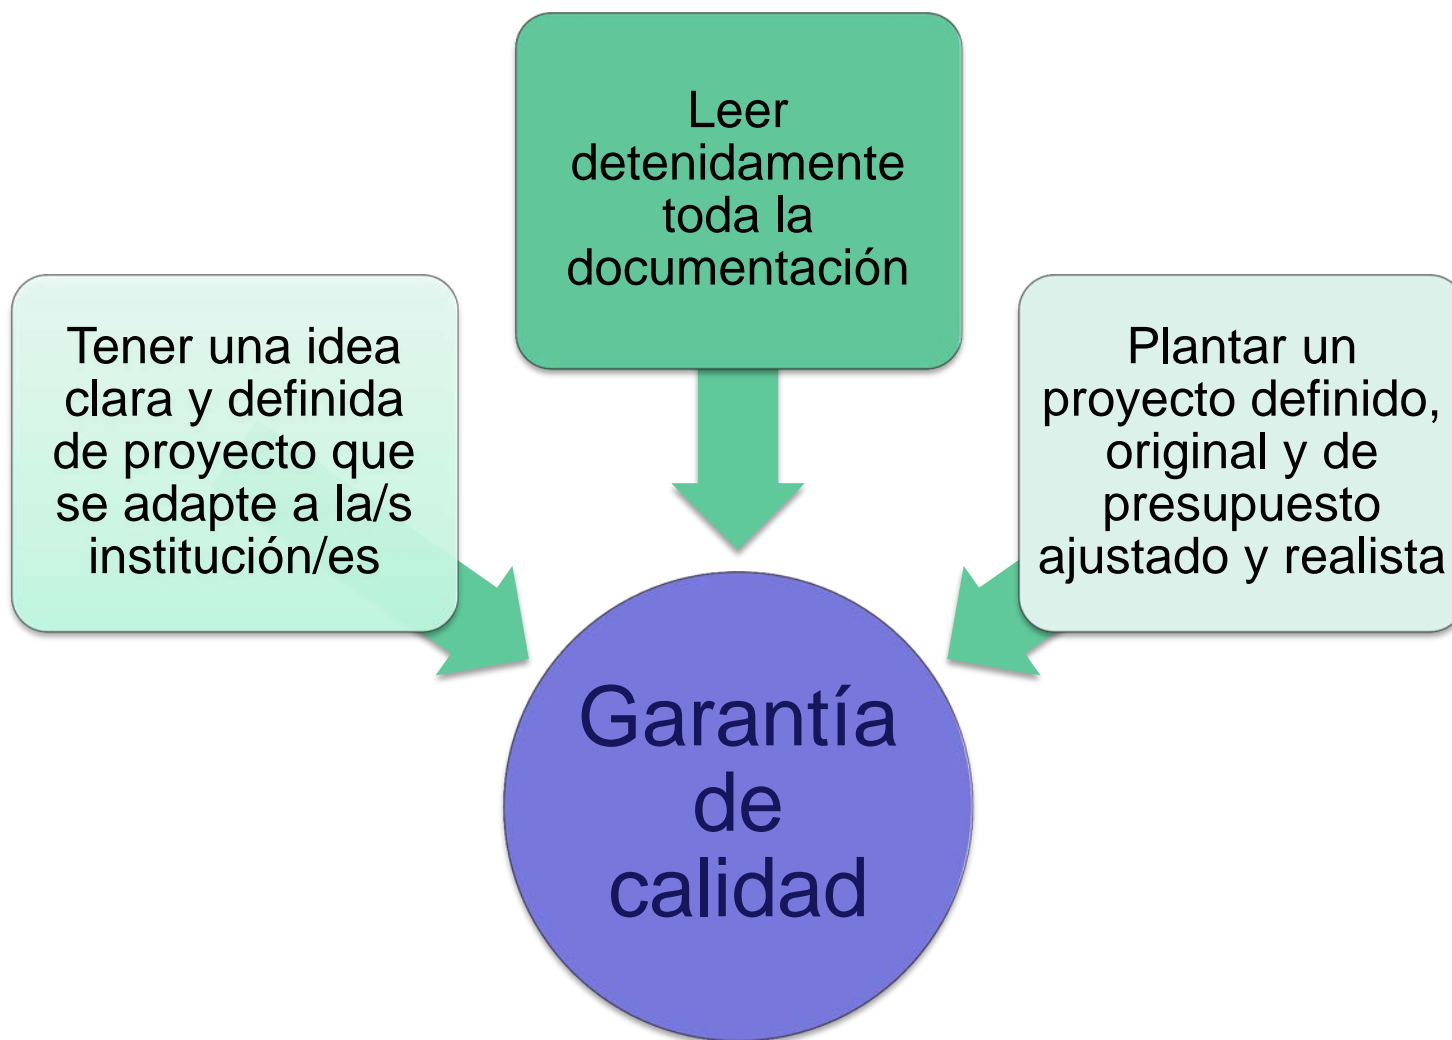 Leer
detenidamente
toda la
documentación
Tener una idea
clara y definida
de proyecto que
se adapte a la/s
institución/es
Plantar un
proyecto definido,
original y de
presupuesto
ajustado y realista
Garantía
de
calidad